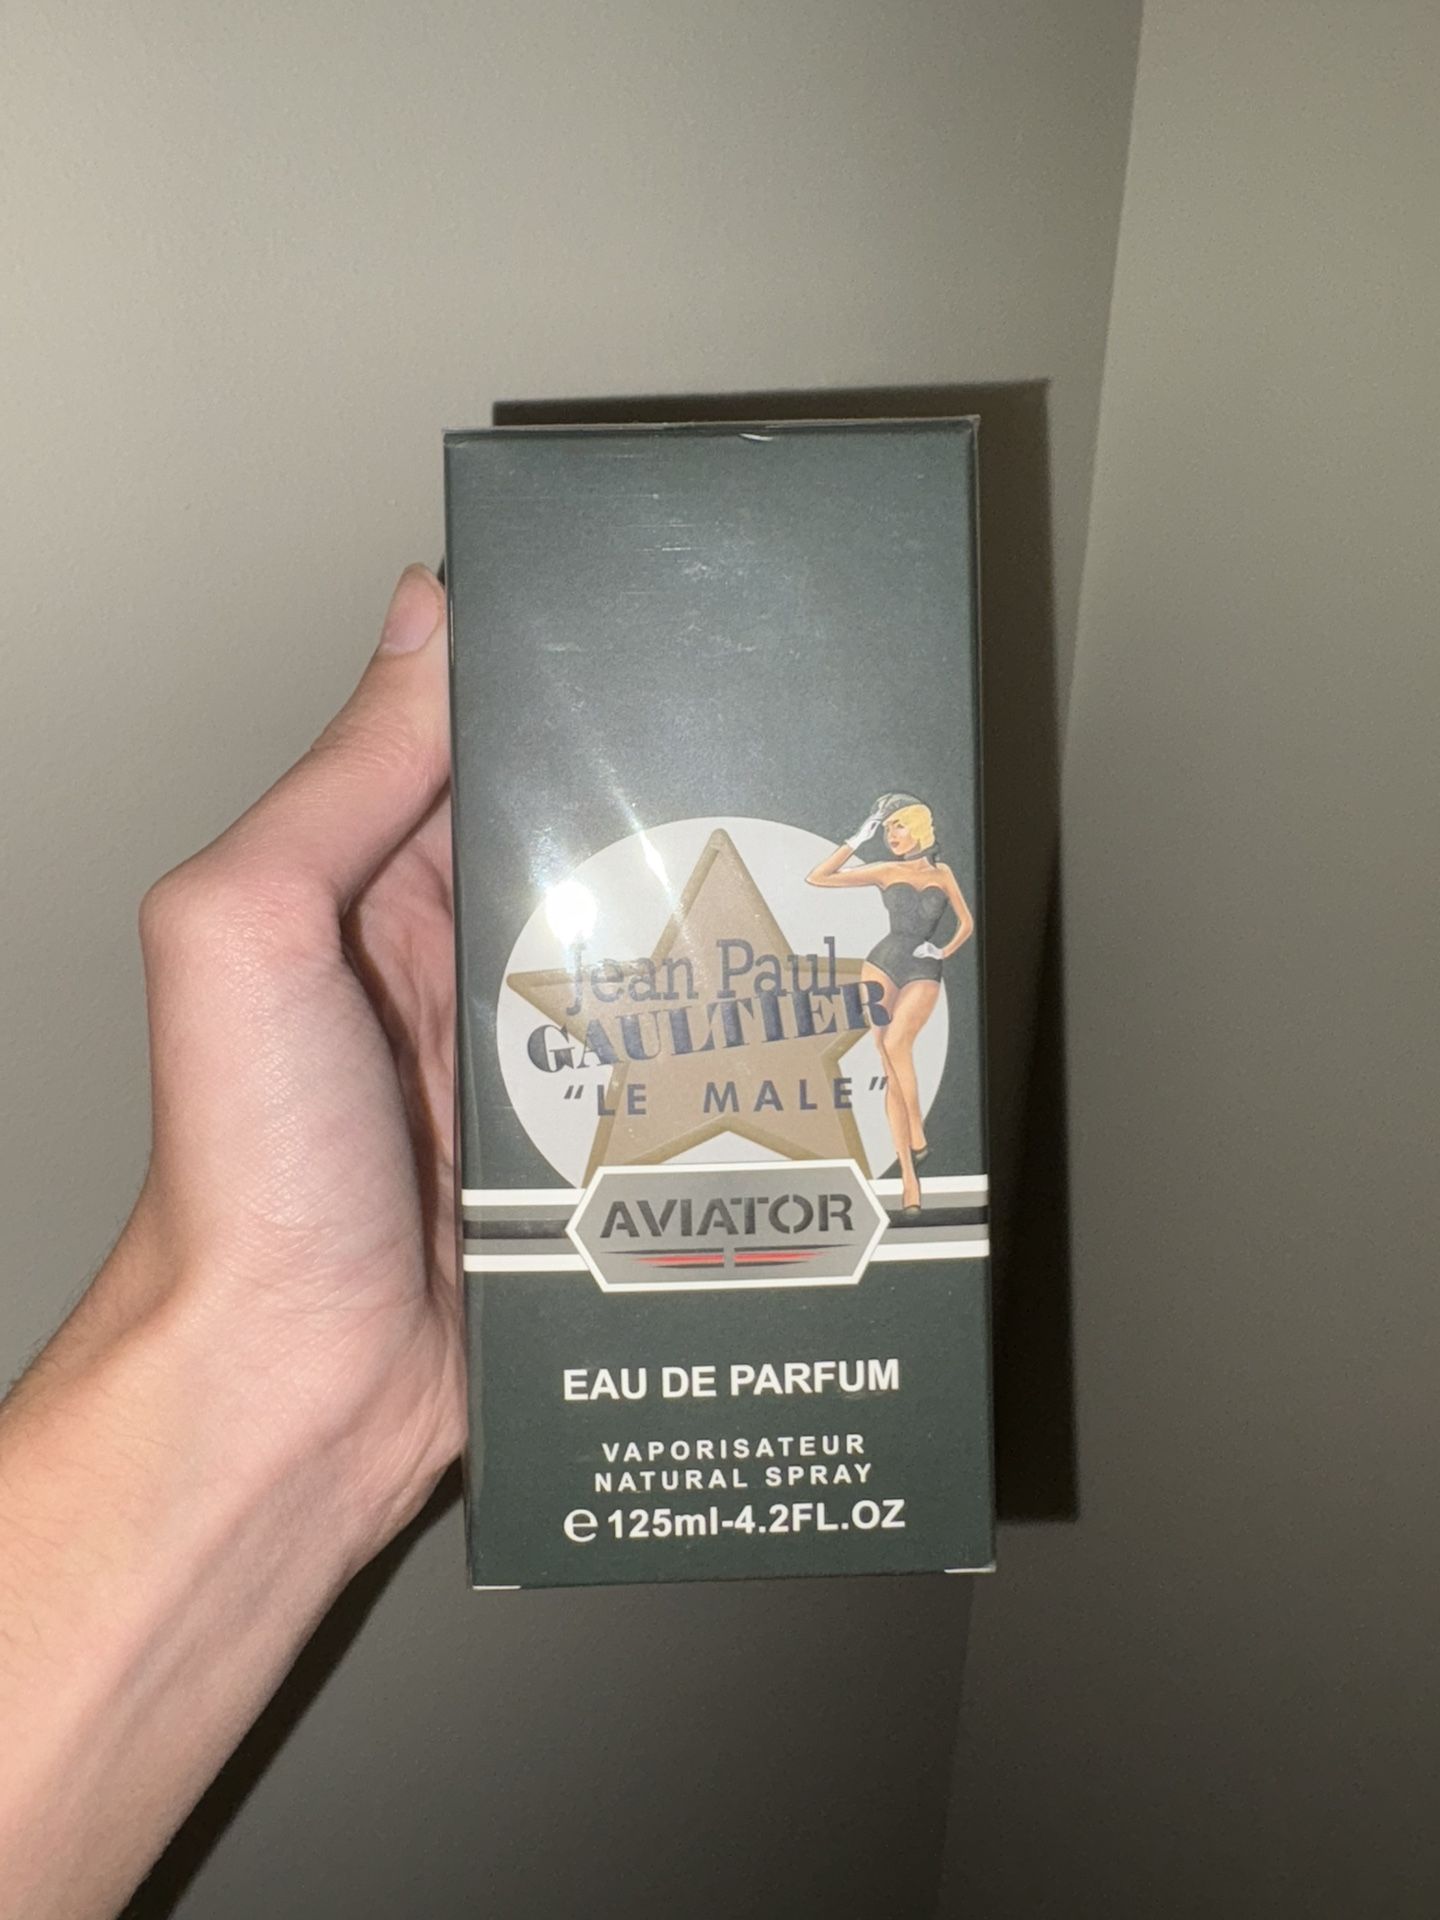 Jean Paul
GAULTIER
“LE MALE”
AVIATOR
EAU DE PARFUM
VAPORISATEUR
NATURAL SPRAY
℮ 125ml-4.2FL.OZ